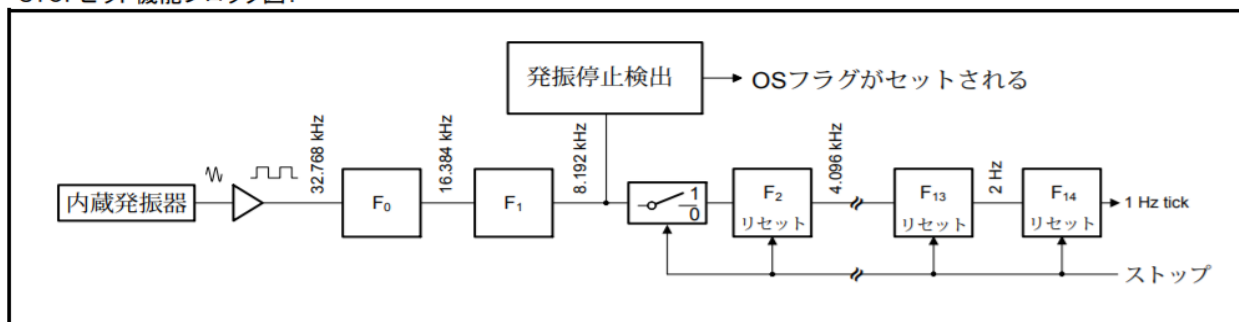 発振停止検出
OSフラグがセットされる
内蔵発振器
32.768 kHz
F0
16.384 kHz
F1
8.192 kHz
1
0
F2
リセット
4.096 kHz
F13
リセット
2 Hz
F14
リセット
1 Hz tick
ストップ